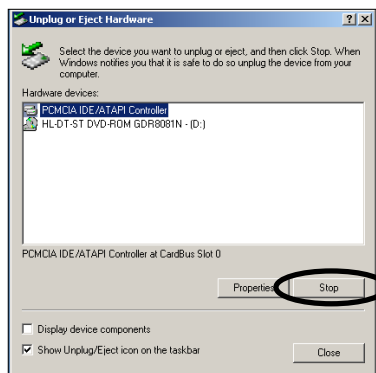 Unplug or Eject Hardware
Select the device you want to unplug or eject, and then click Stop. When
Windows notifies you that it is safe to do so unplug the device from your
computer.
Hardware devices:
PCMCIA IDE/ATAPI Controller
HL-DT-ST DVD-ROM GDR8081N - (D:)
PCMCIA IDE/ATAPI Controller at CardBus Slot 0
Properties
Stop
Display device components
Show Unplug/Eject icon on the taskbar
Close